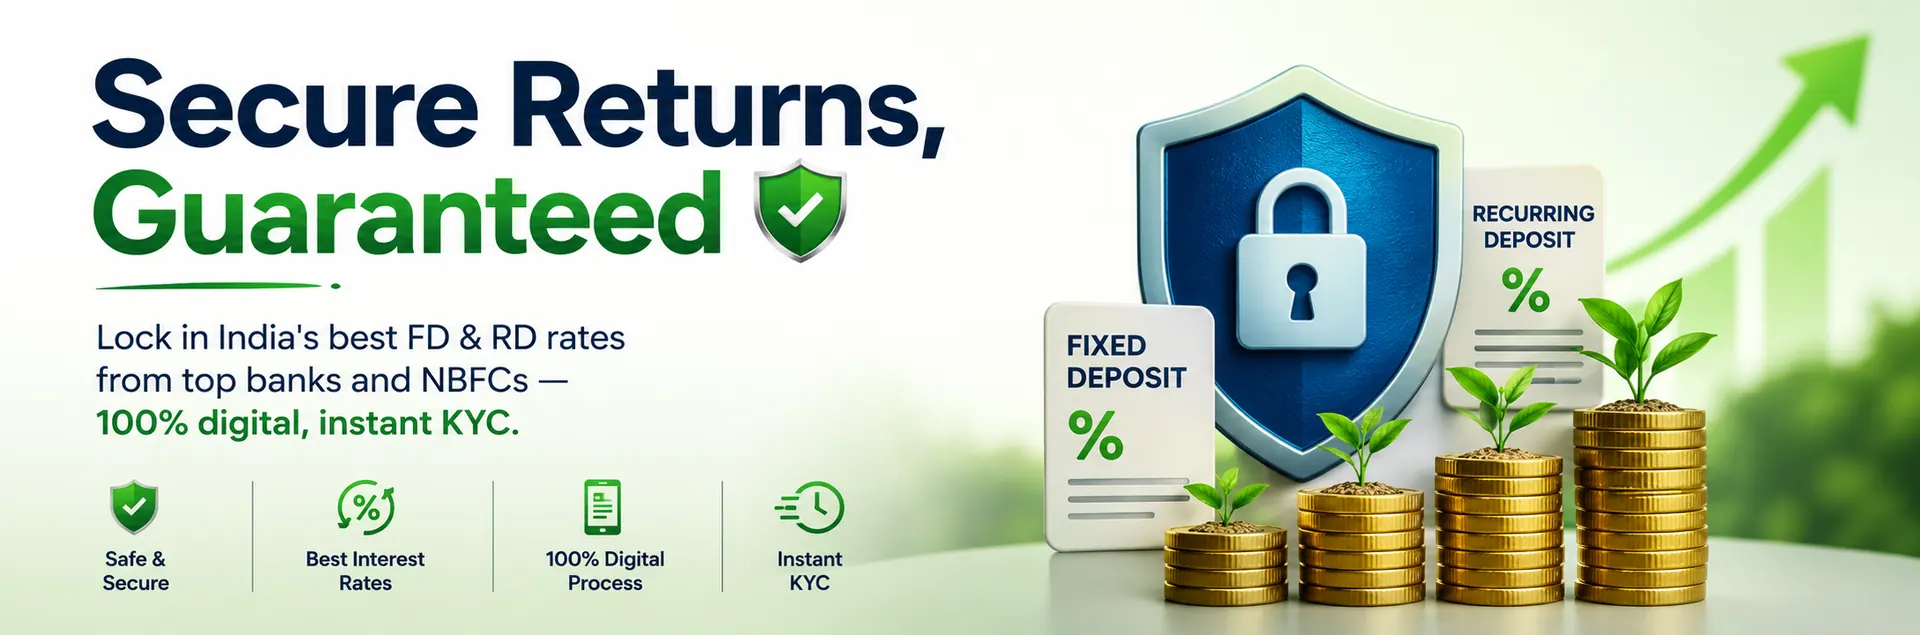 Secure Returns,
Guaranteed
Lock in India's best FD & RD rates
from top banks and NBFCs —
100% digital, instant KYC.
Safe &
Secure
Best Interest
Rates
100% Digital
Process
Instant
KYC
FIXED
DEPOSIT
%
RECURRING
DEPOSIT
%